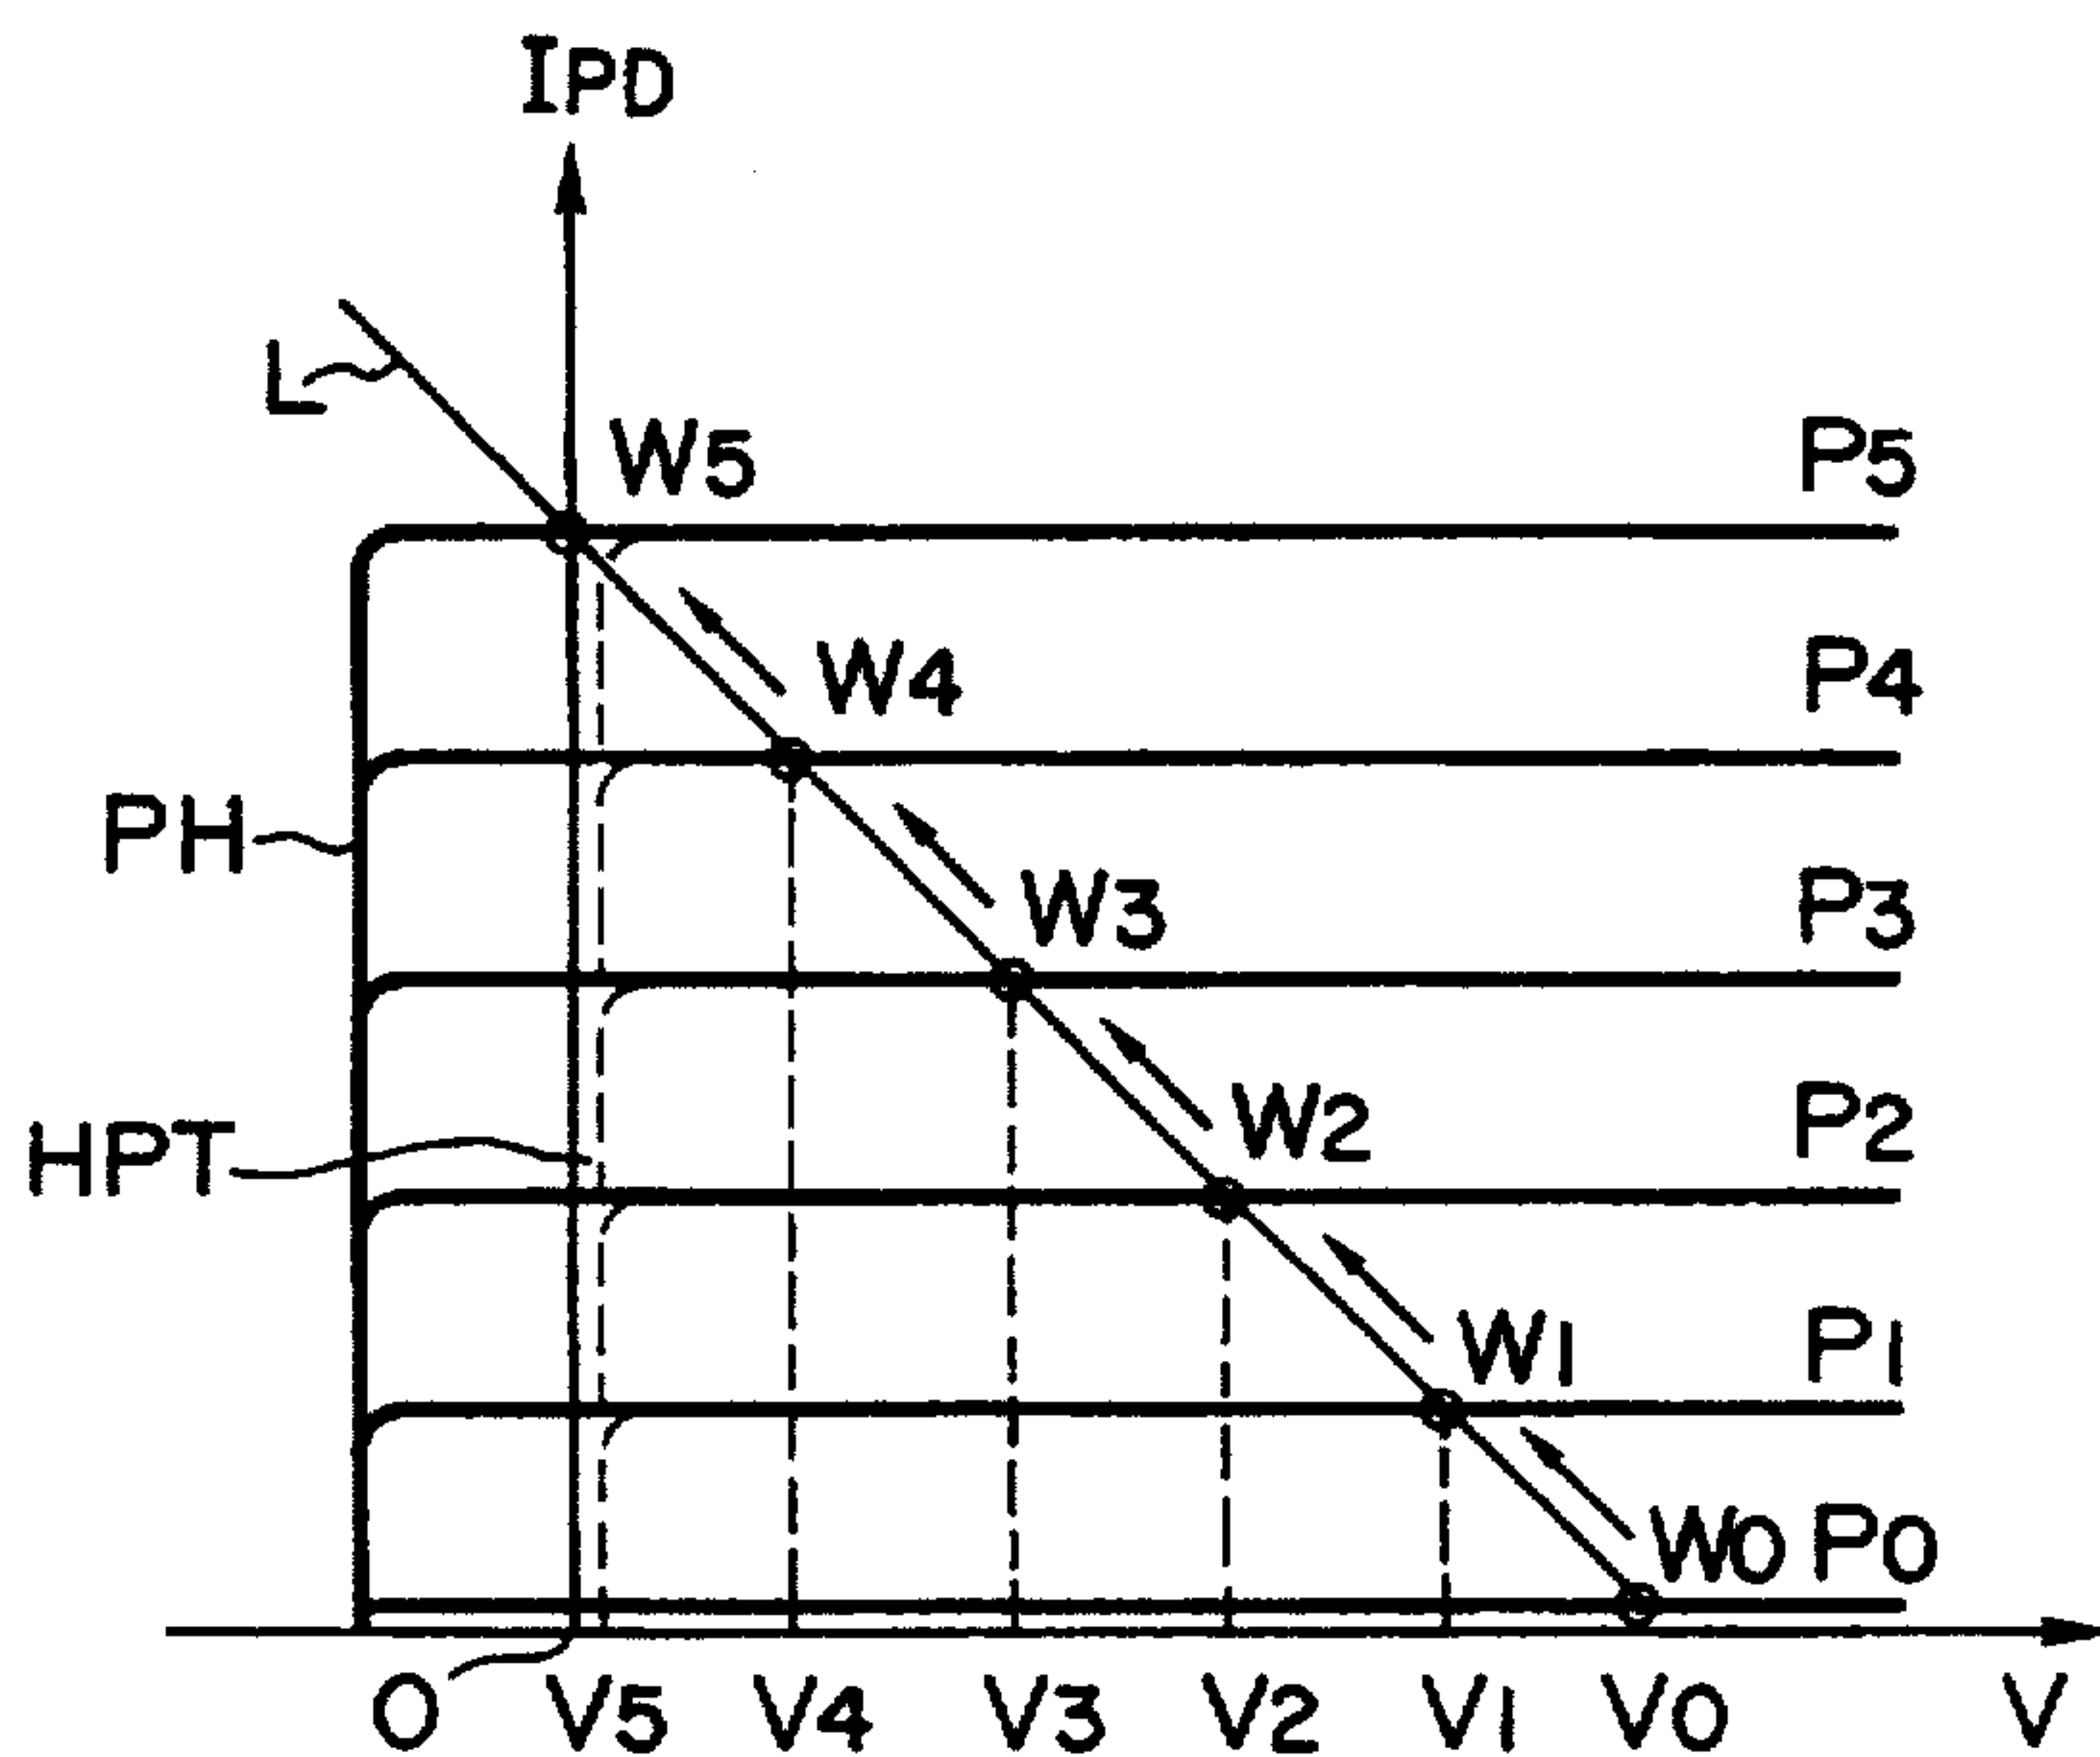 IPD
L
W5 P5
W4 P4
PH
W3 P3
HPT
W2 P2
W1 P1
W0 P0
O V5 V4 V3 V2 V1 V0 V